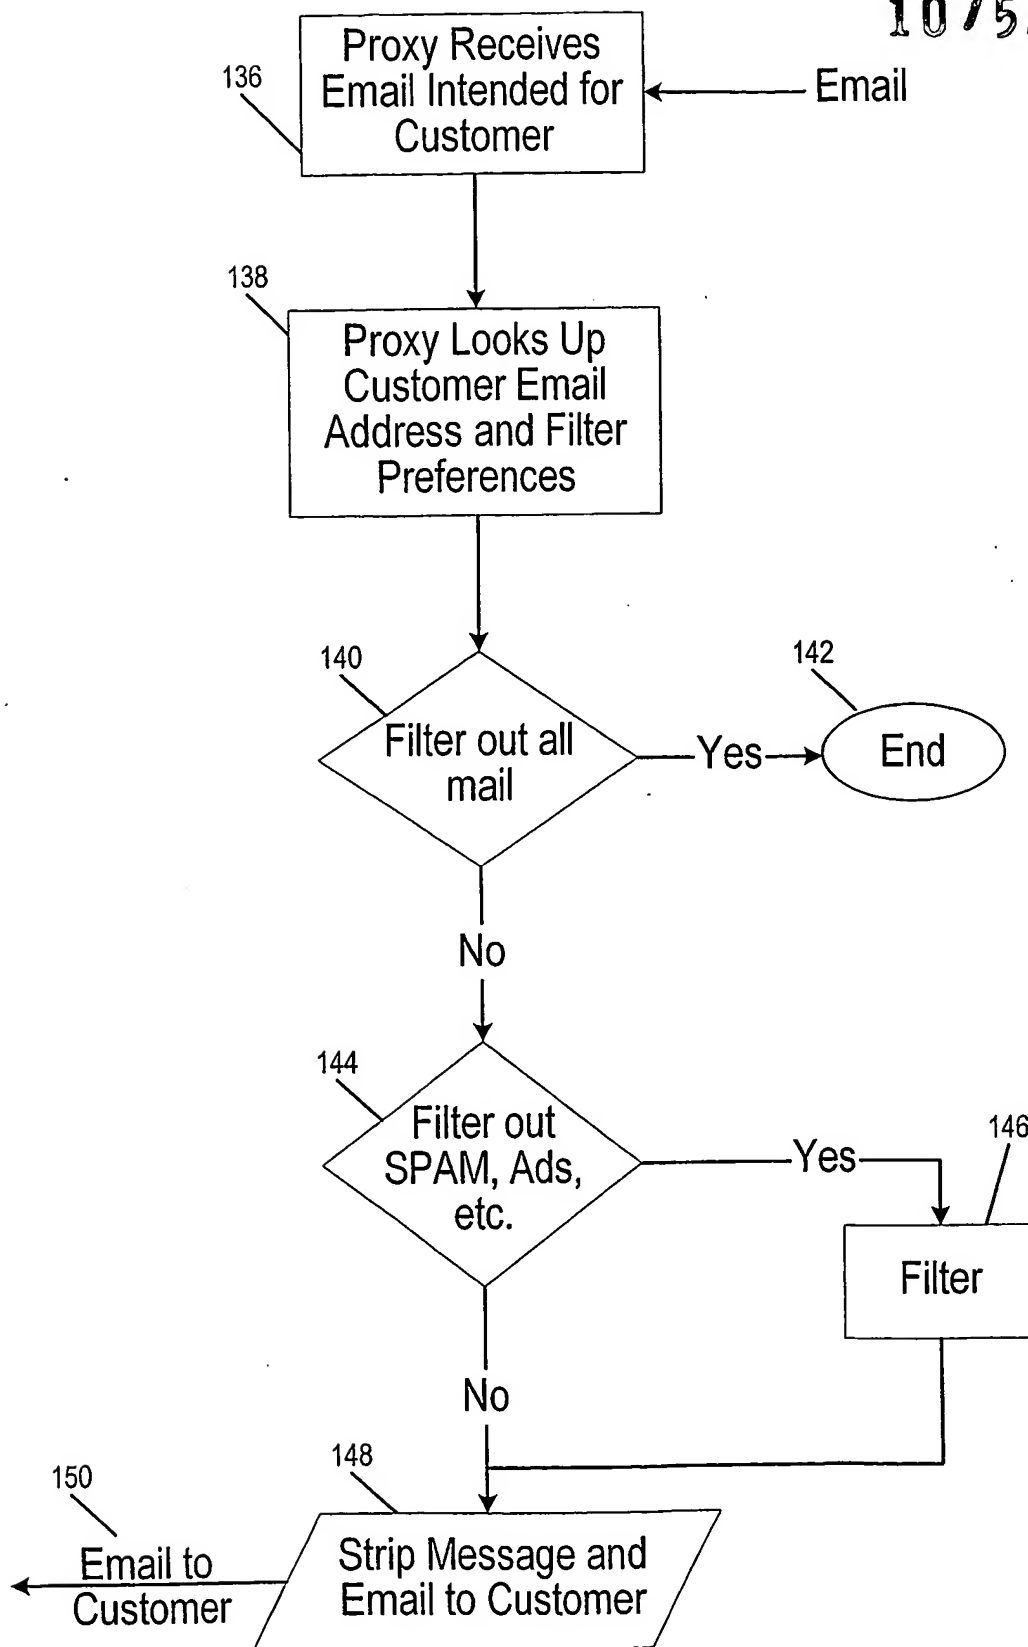 Proxy Receives
Email Intended for
Customer
136
Email
138
Proxy Looks Up
Customer Email
Address and Filter
Preferences
140
Filter out all
mail
Yes
142
End
No
144
Filter out
SPAM, Ads,
etc.
Yes
146
Filter
No
148
Strip Message and
Email to Customer
150
Email to
Customer